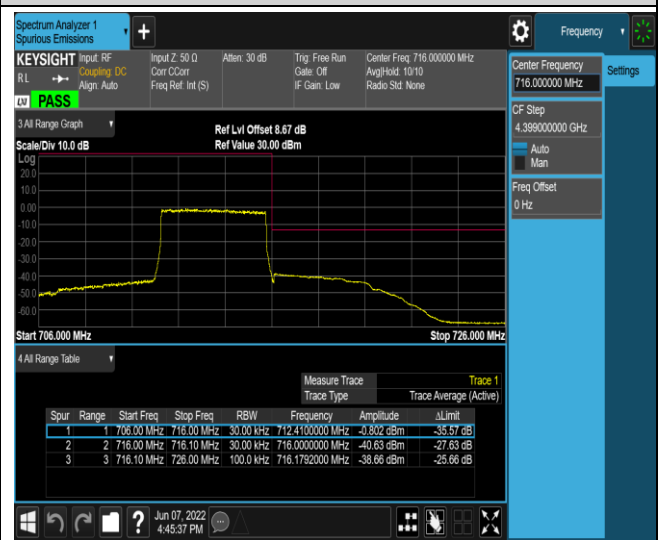 Spectrum Analyzer 1
Spurious Emissions
Frequency
KEYSIGHT Input: RF Input Z: 50 Ω Atten: 30 dB Trig: Free Run Center Freq: 716.000000 MHz
RL Coupling: DC Corr CCorr Gate: Off Avg|Hold: 10/10
Align: Auto Freq Ref: Int (S) IF Gain: Low Radio Std: None
PASS
Center Frequency
716.000000 MHz
Settings
CF Step
4.399000000 GHz
Auto
Man
Freq Offset
0 Hz
3 All Range Graph
Ref Lvl Offset 8.67 dB
Scale/Div 10.0 dB Ref Value 30.00 dBm
Log
20.0
10.0
0.00
-10.0
-20.0
-30.0
-40.0
-50.0
-60.0
Start 706.000 MHz Stop 726.000 MHz
4 All Range Table
Measure Trace Trace 1
Trace Type Trace Average (Active)
Spur Range Start Freq Stop Freq RBW Frequency Amplitude ΔLimit
1 1 706.00 MHz 716.00 MHz 30.00 kHz 712.4100000 MHz -0.802 dBm -35.57 dB
2 2 716.00 MHz 716.10 MHz 30.00 kHz 716.0000000 MHz -40.63 dBm -27.63 dB
3 3 716.10 MHz 726.00 MHz 100.0 kHz 716.1792000 MHz -38.66 dBm -25.66 dB
Jun 07, 2022
4:45:37 PM